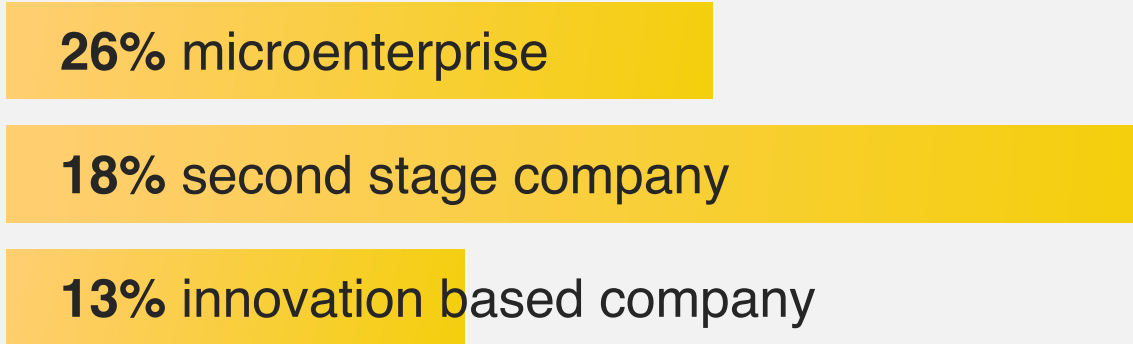 26% microenterprise
18% second stage company
13% innovation based company